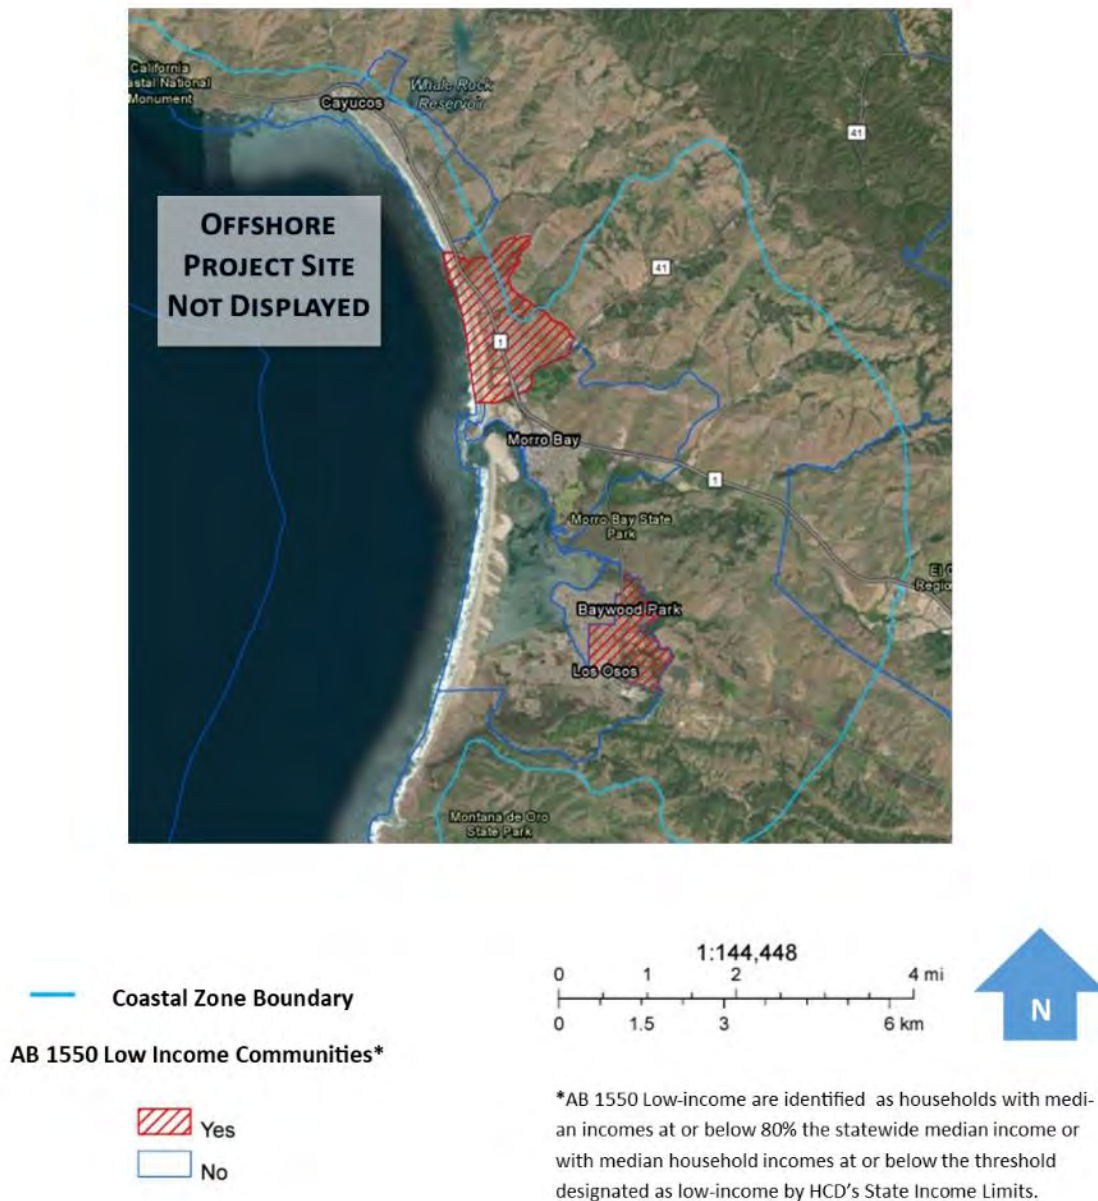 California
astal National
Monument
Whale Rock
Reservoir
Cayucos
41
OFFSHORE
PROJECT SITE
NOT DISPLAYED
41
1
Morro Bay
1
Morro Bay State
Park
El C
Regio
Baywood Park
Los Osos
Montana de Oro
State Park
1:144,448
0 1 2 4 mi
0 1.5 3 6 km
N
Coastal Zone Boundary
AB 1550 Low Income Communities*
Yes
No
*AB 1550 Low-income are identified as households with medi-
an incomes at or below 80% the statewide median income or
with median household incomes at or below the threshold
designated as low-income by HCD's State Income Limits.